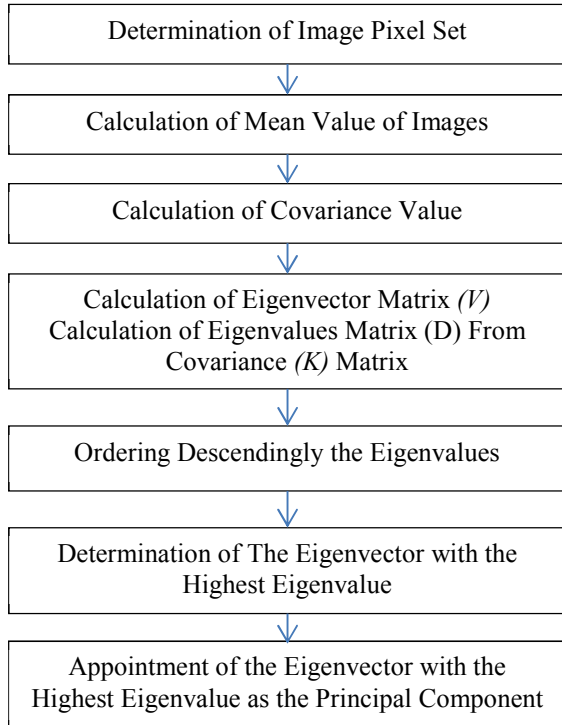 Determination of Image Pixel Set
Calculation of Mean Value of Images
Calculation of Covariance Value
Calculation of Eigenvector Matrix (V)
Calculation of Eigenvalues Matrix (D) From
Covariance (K) Matrix
Ordering Descendingly the Eigenvalues
Determination of The Eigenvector with the
Highest Eigenvalue
Appointment of the Eigenvector with the
Highest Eigenvalue as the Principal Component